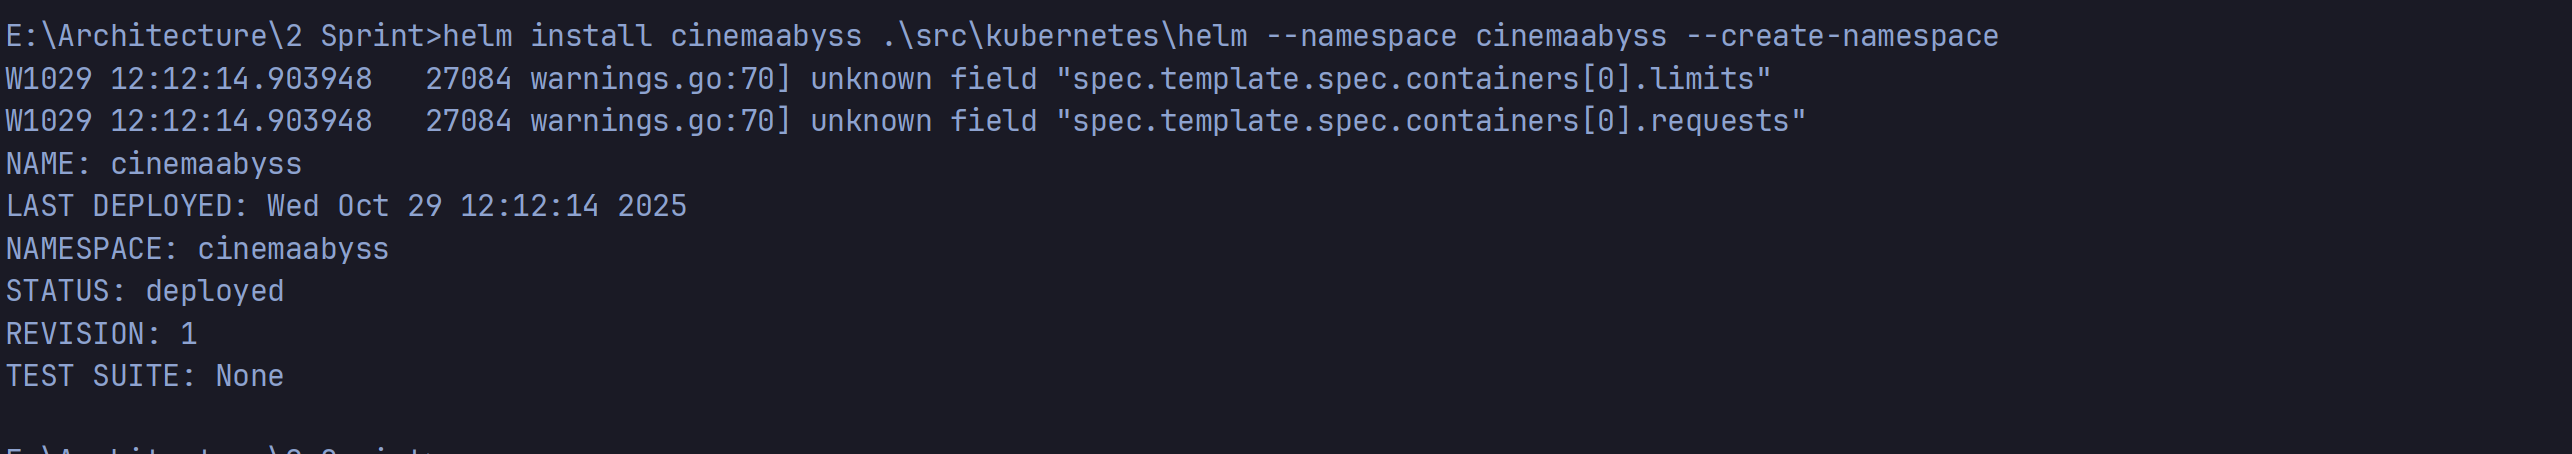 E:\Architecture\2 Sprint>helm install cinemaabyss .\src\kubernetes\helm --namespace cinemaabyss --create-namespace
W1029 12:12:14.903948   27084 warnings.go:70] unknown field "spec.template.spec.containers[0].limits"
W1029 12:12:14.903948   27084 warnings.go:70] unknown field "spec.template.spec.containers[0].requests"
NAME: cinemaabyss
LAST DEPLOYED: Wed Oct 29 12:12:14 2025
NAMESPACE: cinemaabyss
STATUS: deployed
REVISION: 1
TEST SUITE: None